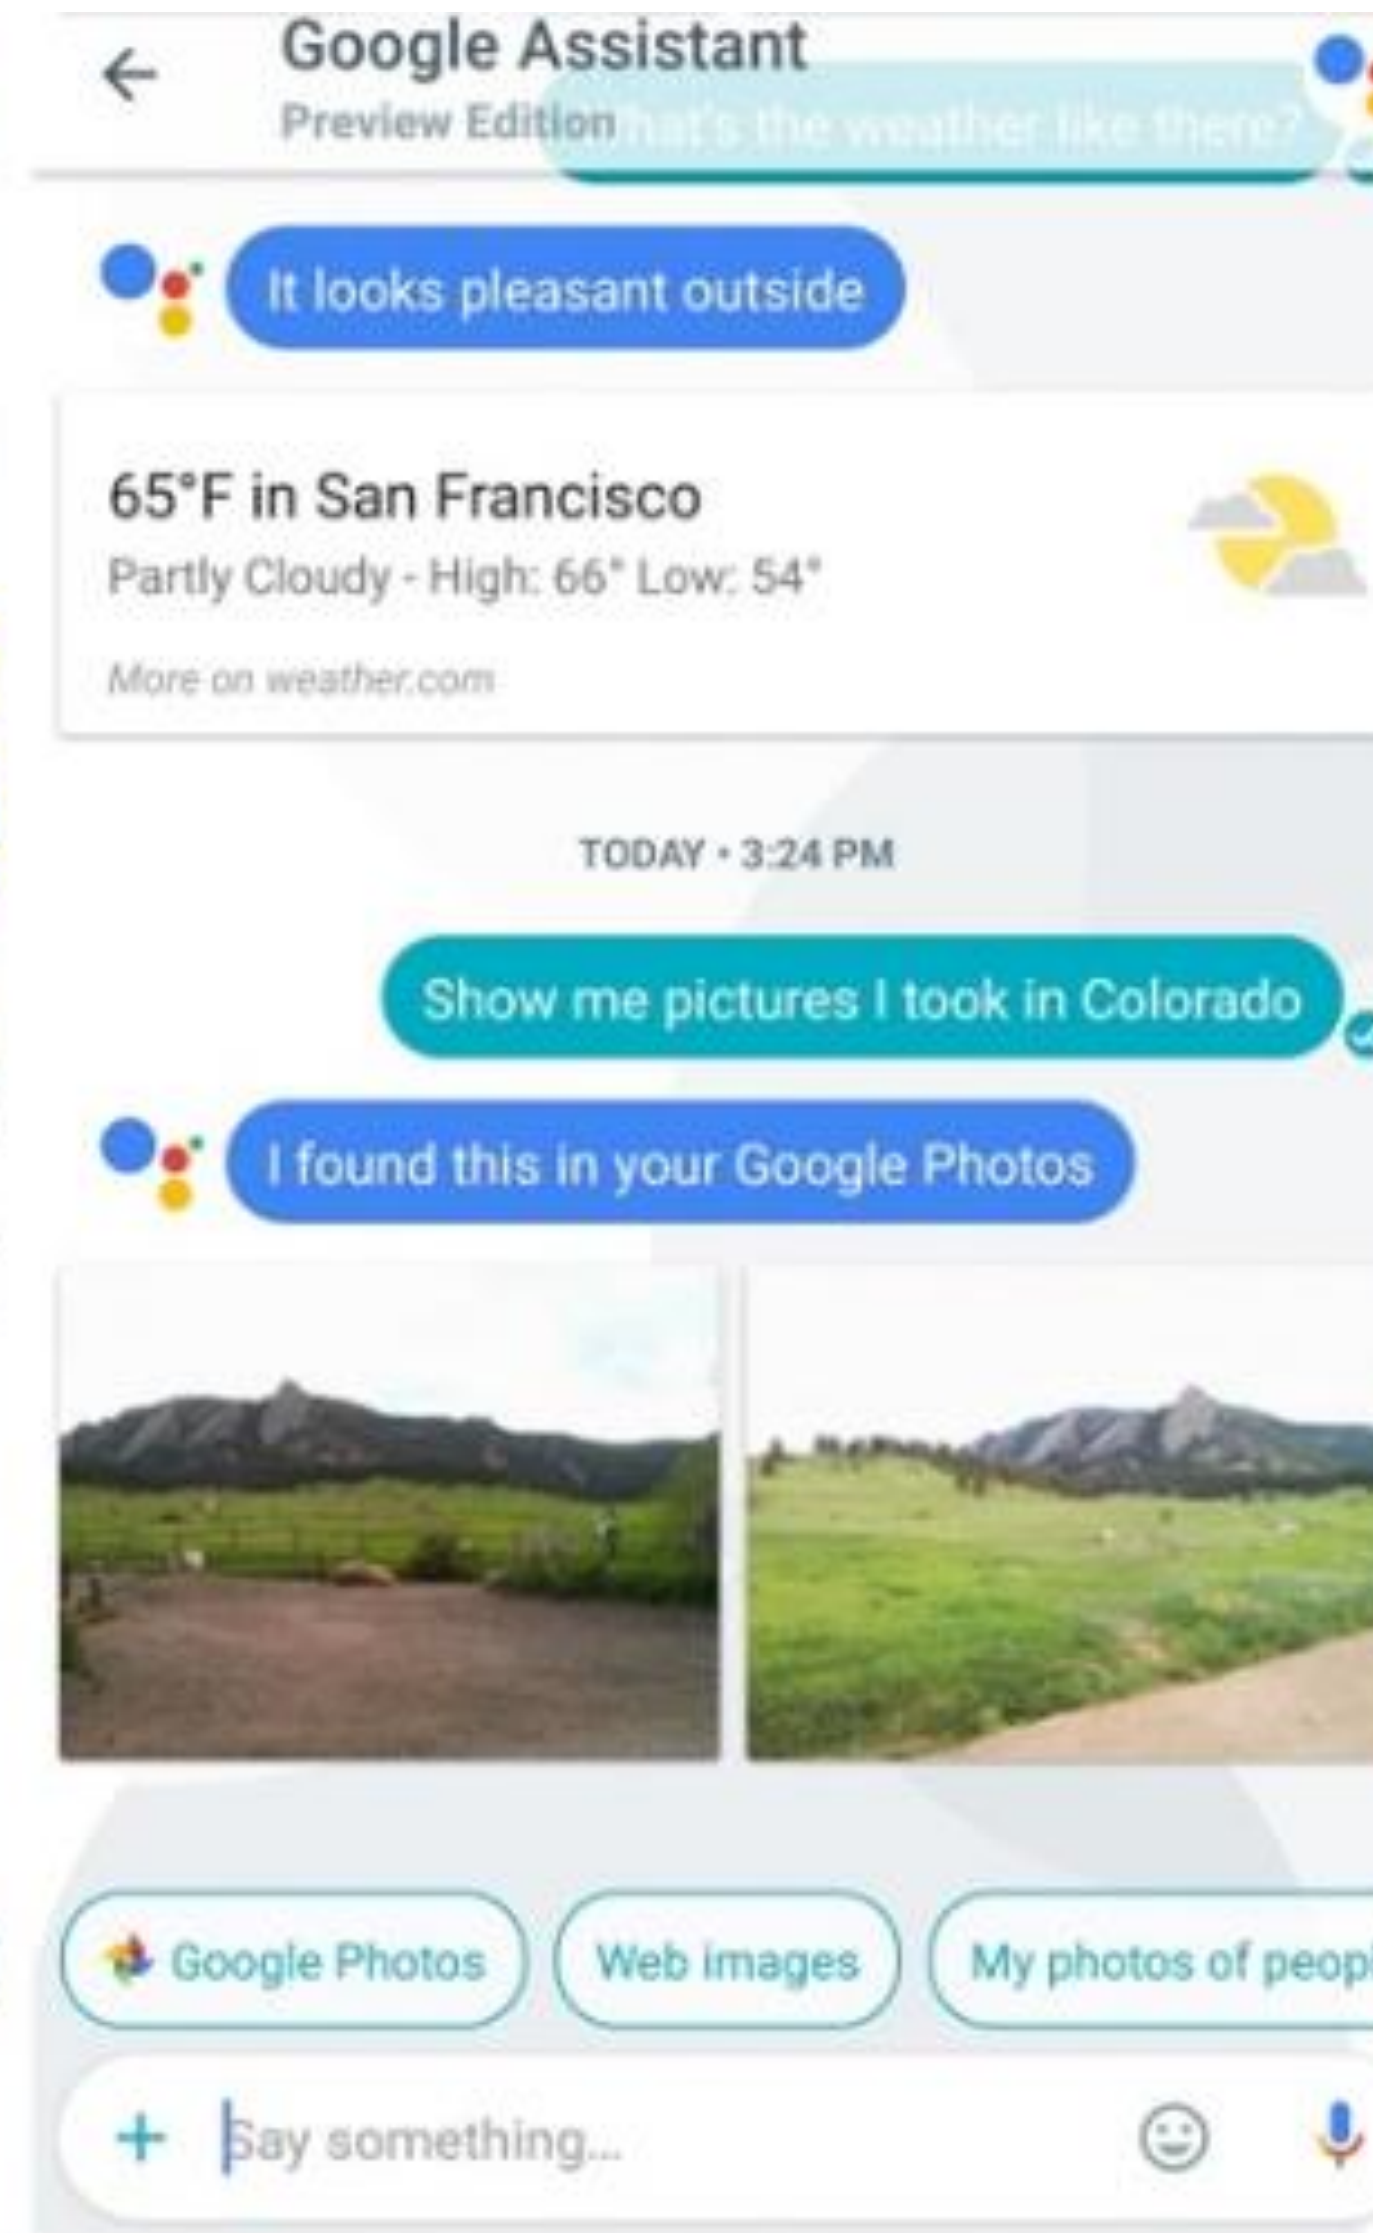 Google Assistant
Preview Edition
hat's the weather like there?
It looks pleasant outside
65°F in San Francisco
Partly Cloudy - High: 66° Low: 54°
More on weather.com
TODAY • 3:24 PM
Show me pictures I took in Colorado
I found this in your Google Photos
Google Photos
Web images
My photos of peop
Say something...